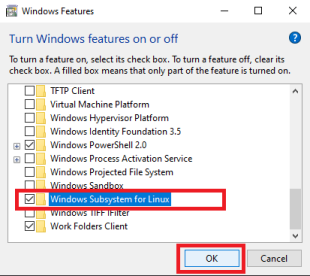 Windows Features
Turn Windows features on or off
To turn a feature on, select its check box. To turn a feature off, clear its
check box. A filled box means that only part of the feature is turned on.
TFTP Client
Virtual Machine Platform
Windows Hypervisor Platform
Windows Identity Foundation 3.5
Windows PowerShell 2.0
Windows Process Activation Service
Windows Projected File System
Windows Sandbox
Windows Subsystem for Linux
Windows TIFF IFilter
Work Folders Client
OK
Cancel